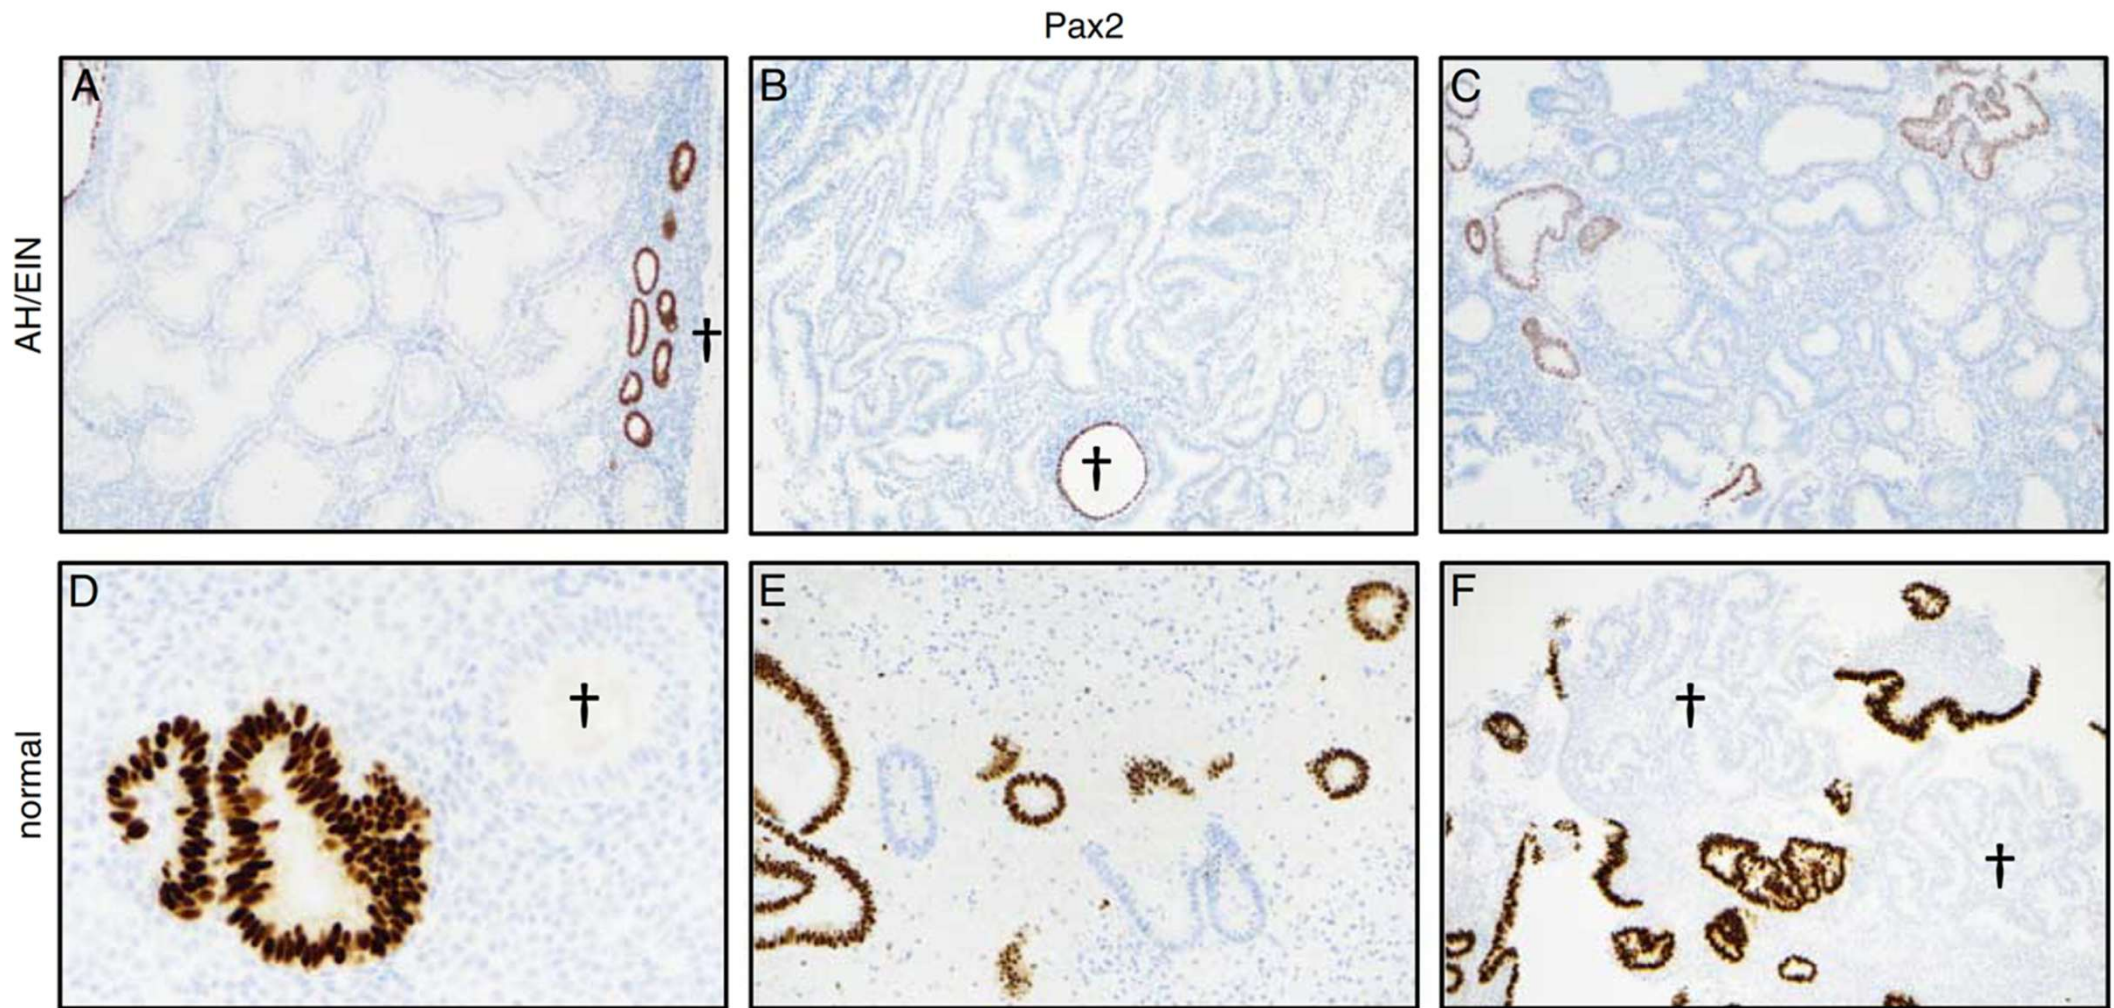 Pax2
A B C
AH/EIN
†
†
D E F
normal
†
†
†